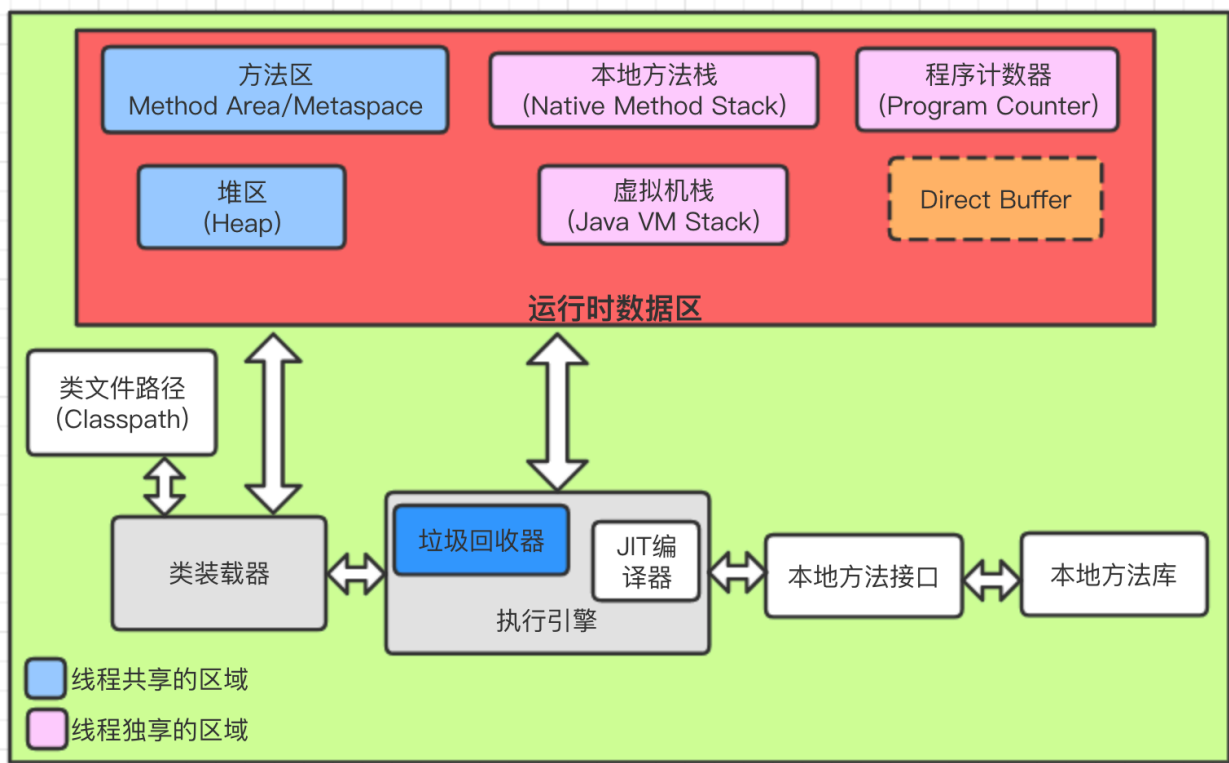 方法区
Method Area/Metaspace
本地方法栈
(Native Method Stack)
程序计数器
(Program Counter)
堆区
(Heap)
虚拟机栈
(Java VM Stack)
Direct Buffer
运行时数据区
类文件路径
(Classpath)
类装载器
垃圾回收器
JIT编
译器
执行引擎
本地方法接口
本地方法库
线程共享的区域
线程独享的区域